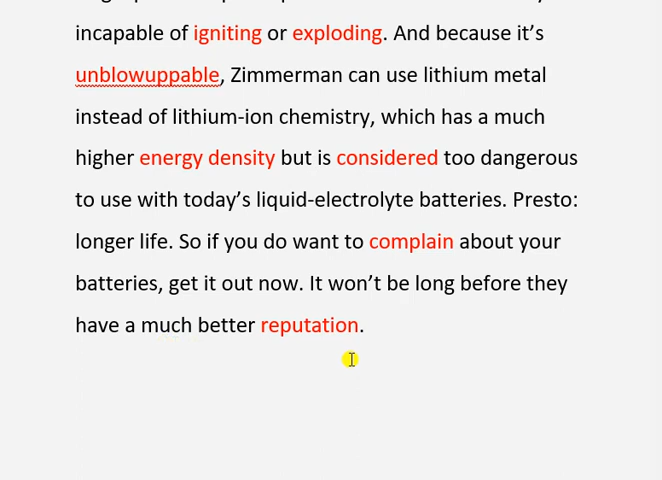 incapable of igniting or exploding. And because it’s
unblowuppable, Zimmerman can use lithium metal
instead of lithium-ion chemistry, which has a much
higher energy density but is considered too dangerous
to use with today’s liquid-electrolyte batteries. Presto:
longer life. So if you do want to complain about your
batteries, get it out now. It won’t be long before they
have a much better reputation.